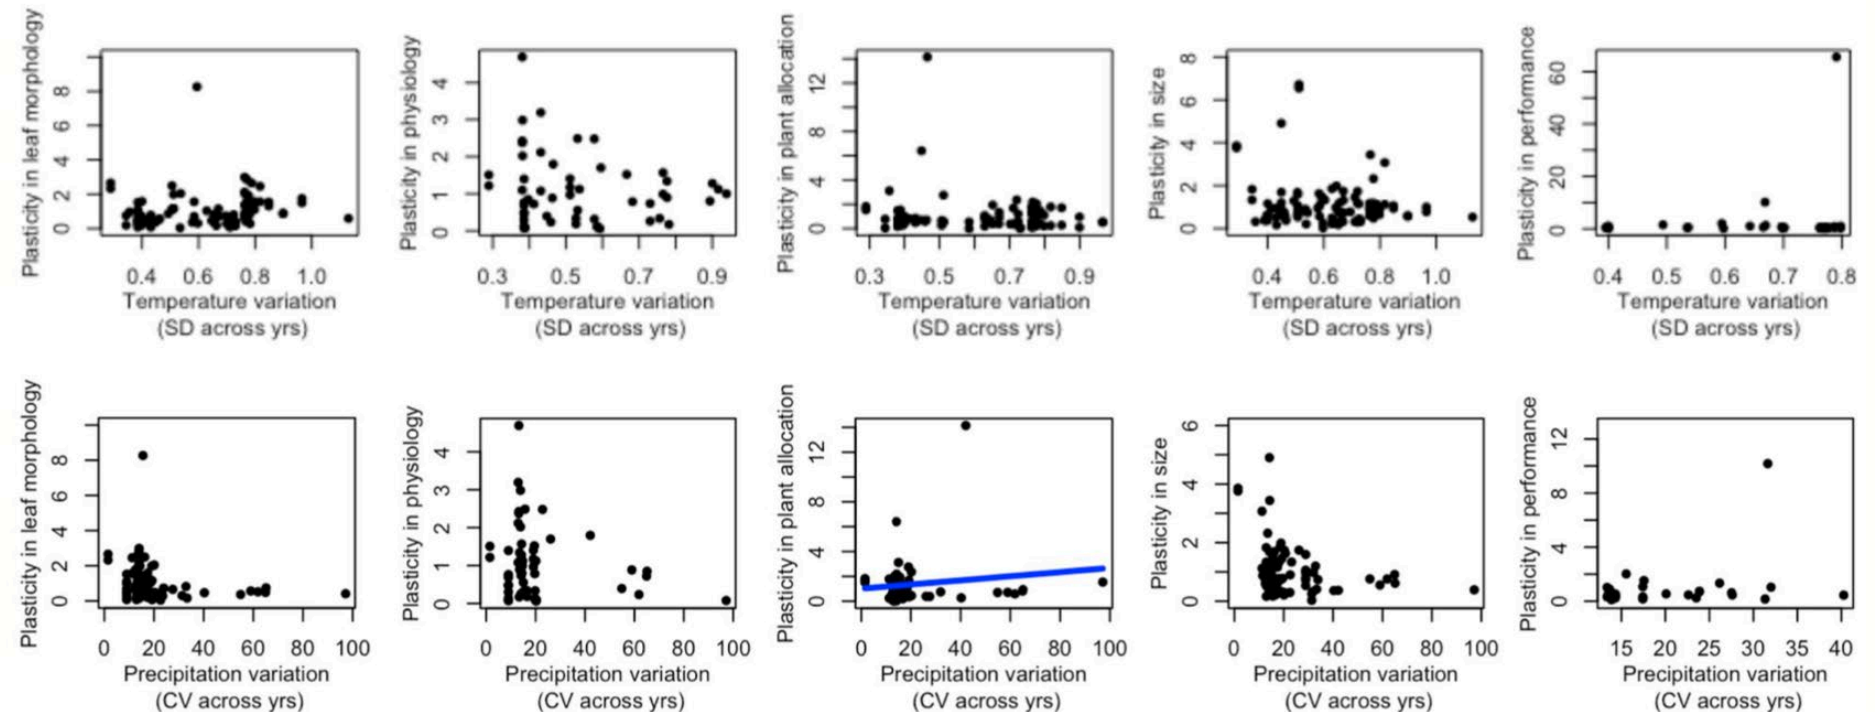 Plasticity in leaf morphology
0 2 4 6 8
0.4 0.6 0.8 1.0
Temperature variation
(SD across yrs)
Plasticity in physiology
0 1 2 3 4
0.3 0.5 0.7 0.9
Temperature variation
(SD across yrs)
Plasticity in plant allocation
0 4 8 12
0.3 0.5 0.7 0.9
Temperature variation
(SD across yrs)
Plasticity in size
0 2 4 6 8
0.4 0.6 0.8 1.0
Temperature variation
(SD across yrs)
Plasticity in performance
0 20 40 60
0.4 0.5 0.6 0.7 0.8
Temperature variation
(SD across yrs)
Plasticity in leaf morphology
0 2 4 6 8
0 20 40 60 80 100
Precipitation variation
(CV across yrs)
Plasticity in physiology
0 1 2 3 4
0 20 40 60 80 100
Precipitation variation
(CV across yrs)
Plasticity in plant allocation
0 4 8 12
0 20 40 60 80 100
Precipitation variation
(CV across yrs)
Plasticity in size
0 2 4 6
0 20 40 60 80 100
Precipitation variation
(CV across yrs)
Plasticity in performance
0 4 8 12
15 20 25 30 35 40
Precipitation variation
(CV across yrs)